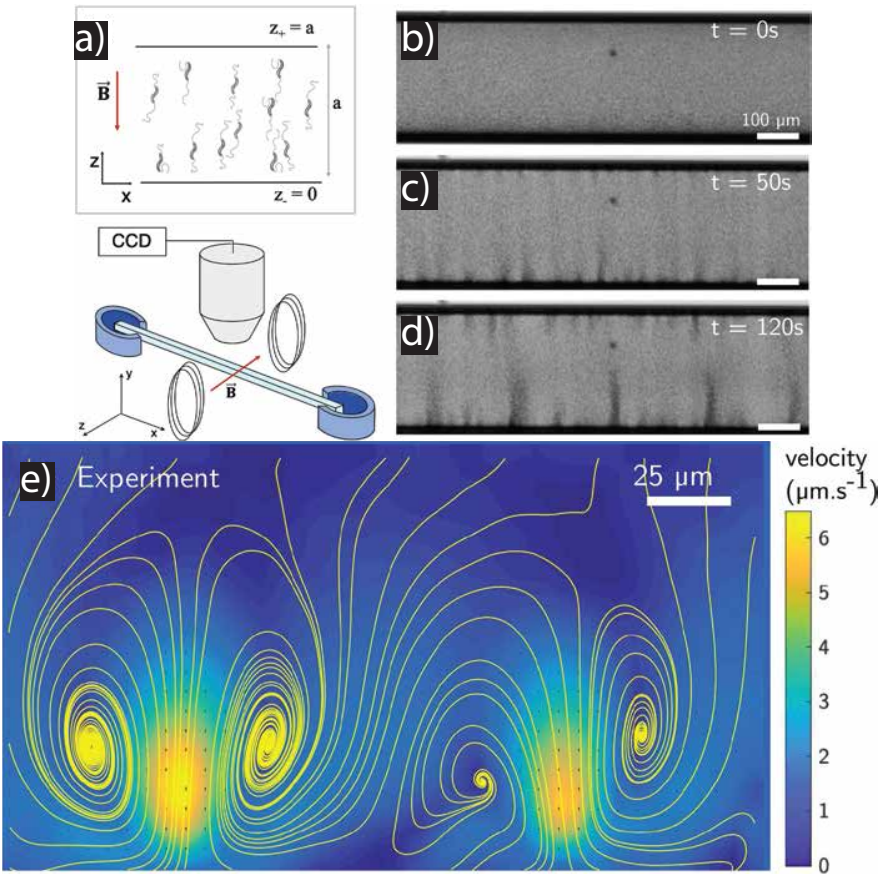 a)
z₊ = a
B
a
z
x
z₋ = 0
CCD
B
y
z
x
b)
t = 0s
100 μm
c)
t = 50s
d)
t = 120s
e)
Experiment
25 μm
velocity
(μm.s⁻¹)
6
5
4
3
2
1
0